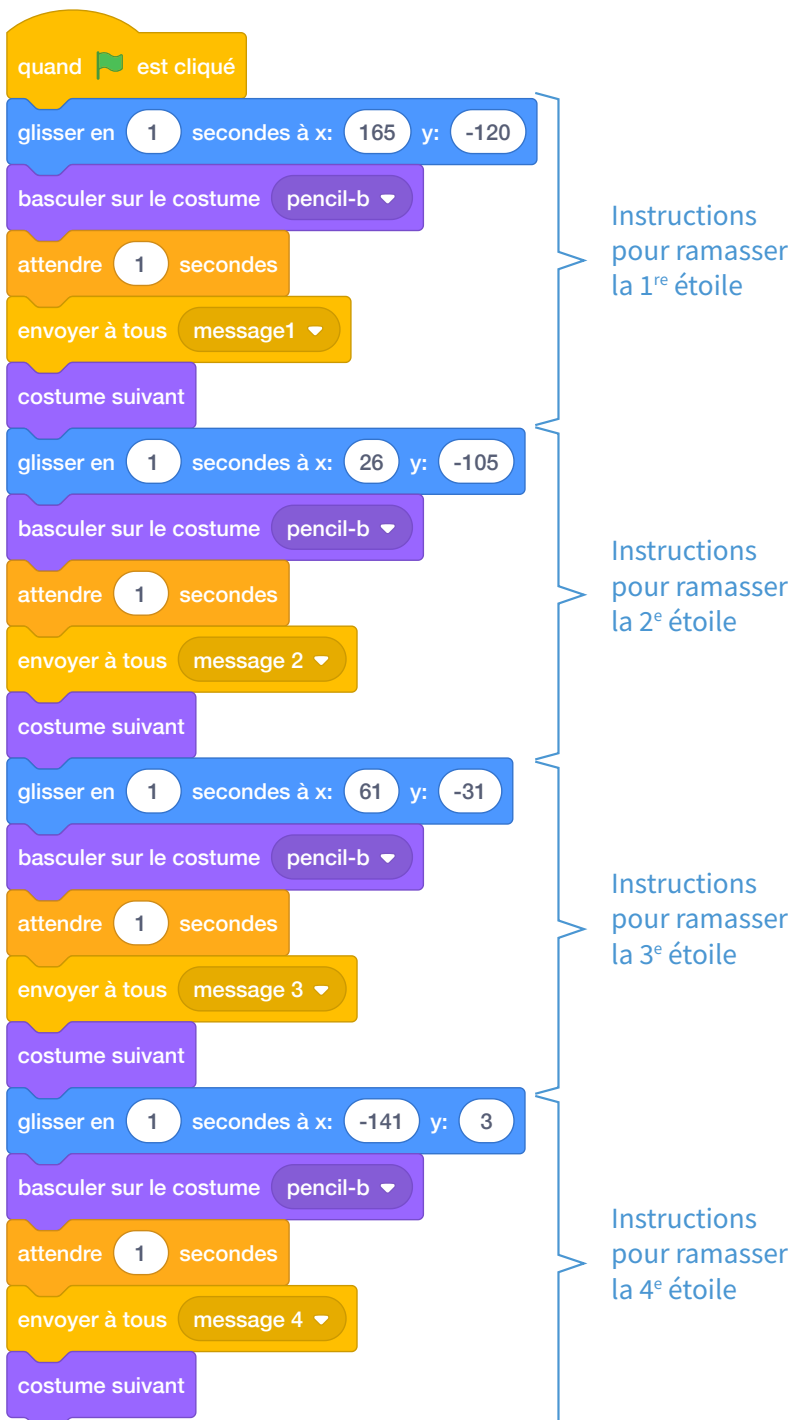 quand est cliqué
glisser en 1 secondes à x: 165 y: -120
basculer sur le costume pencil-b
attendre 1 secondes
envoyer à tous message1
costume suivant
Instructions
pour ramasser
la 1re étoile
glisser en 1 secondes à x: 26 y: -105
basculer sur le costume pencil-b
attendre 1 secondes
envoyer à tous message 2
costume suivant
Instructions
pour ramasser
la 2e étoile
glisser en 1 secondes à x: 61 y: -31
basculer sur le costume pencil-b
attendre 1 secondes
envoyer à tous message 3
costume suivant
Instructions
pour ramasser
la 3e étoile
glisser en 1 secondes à x: -141 y: 3
basculer sur le costume pencil-b
attendre 1 secondes
envoyer à tous message 4
costume suivant
Instructions
pour ramasser
la 4e étoile